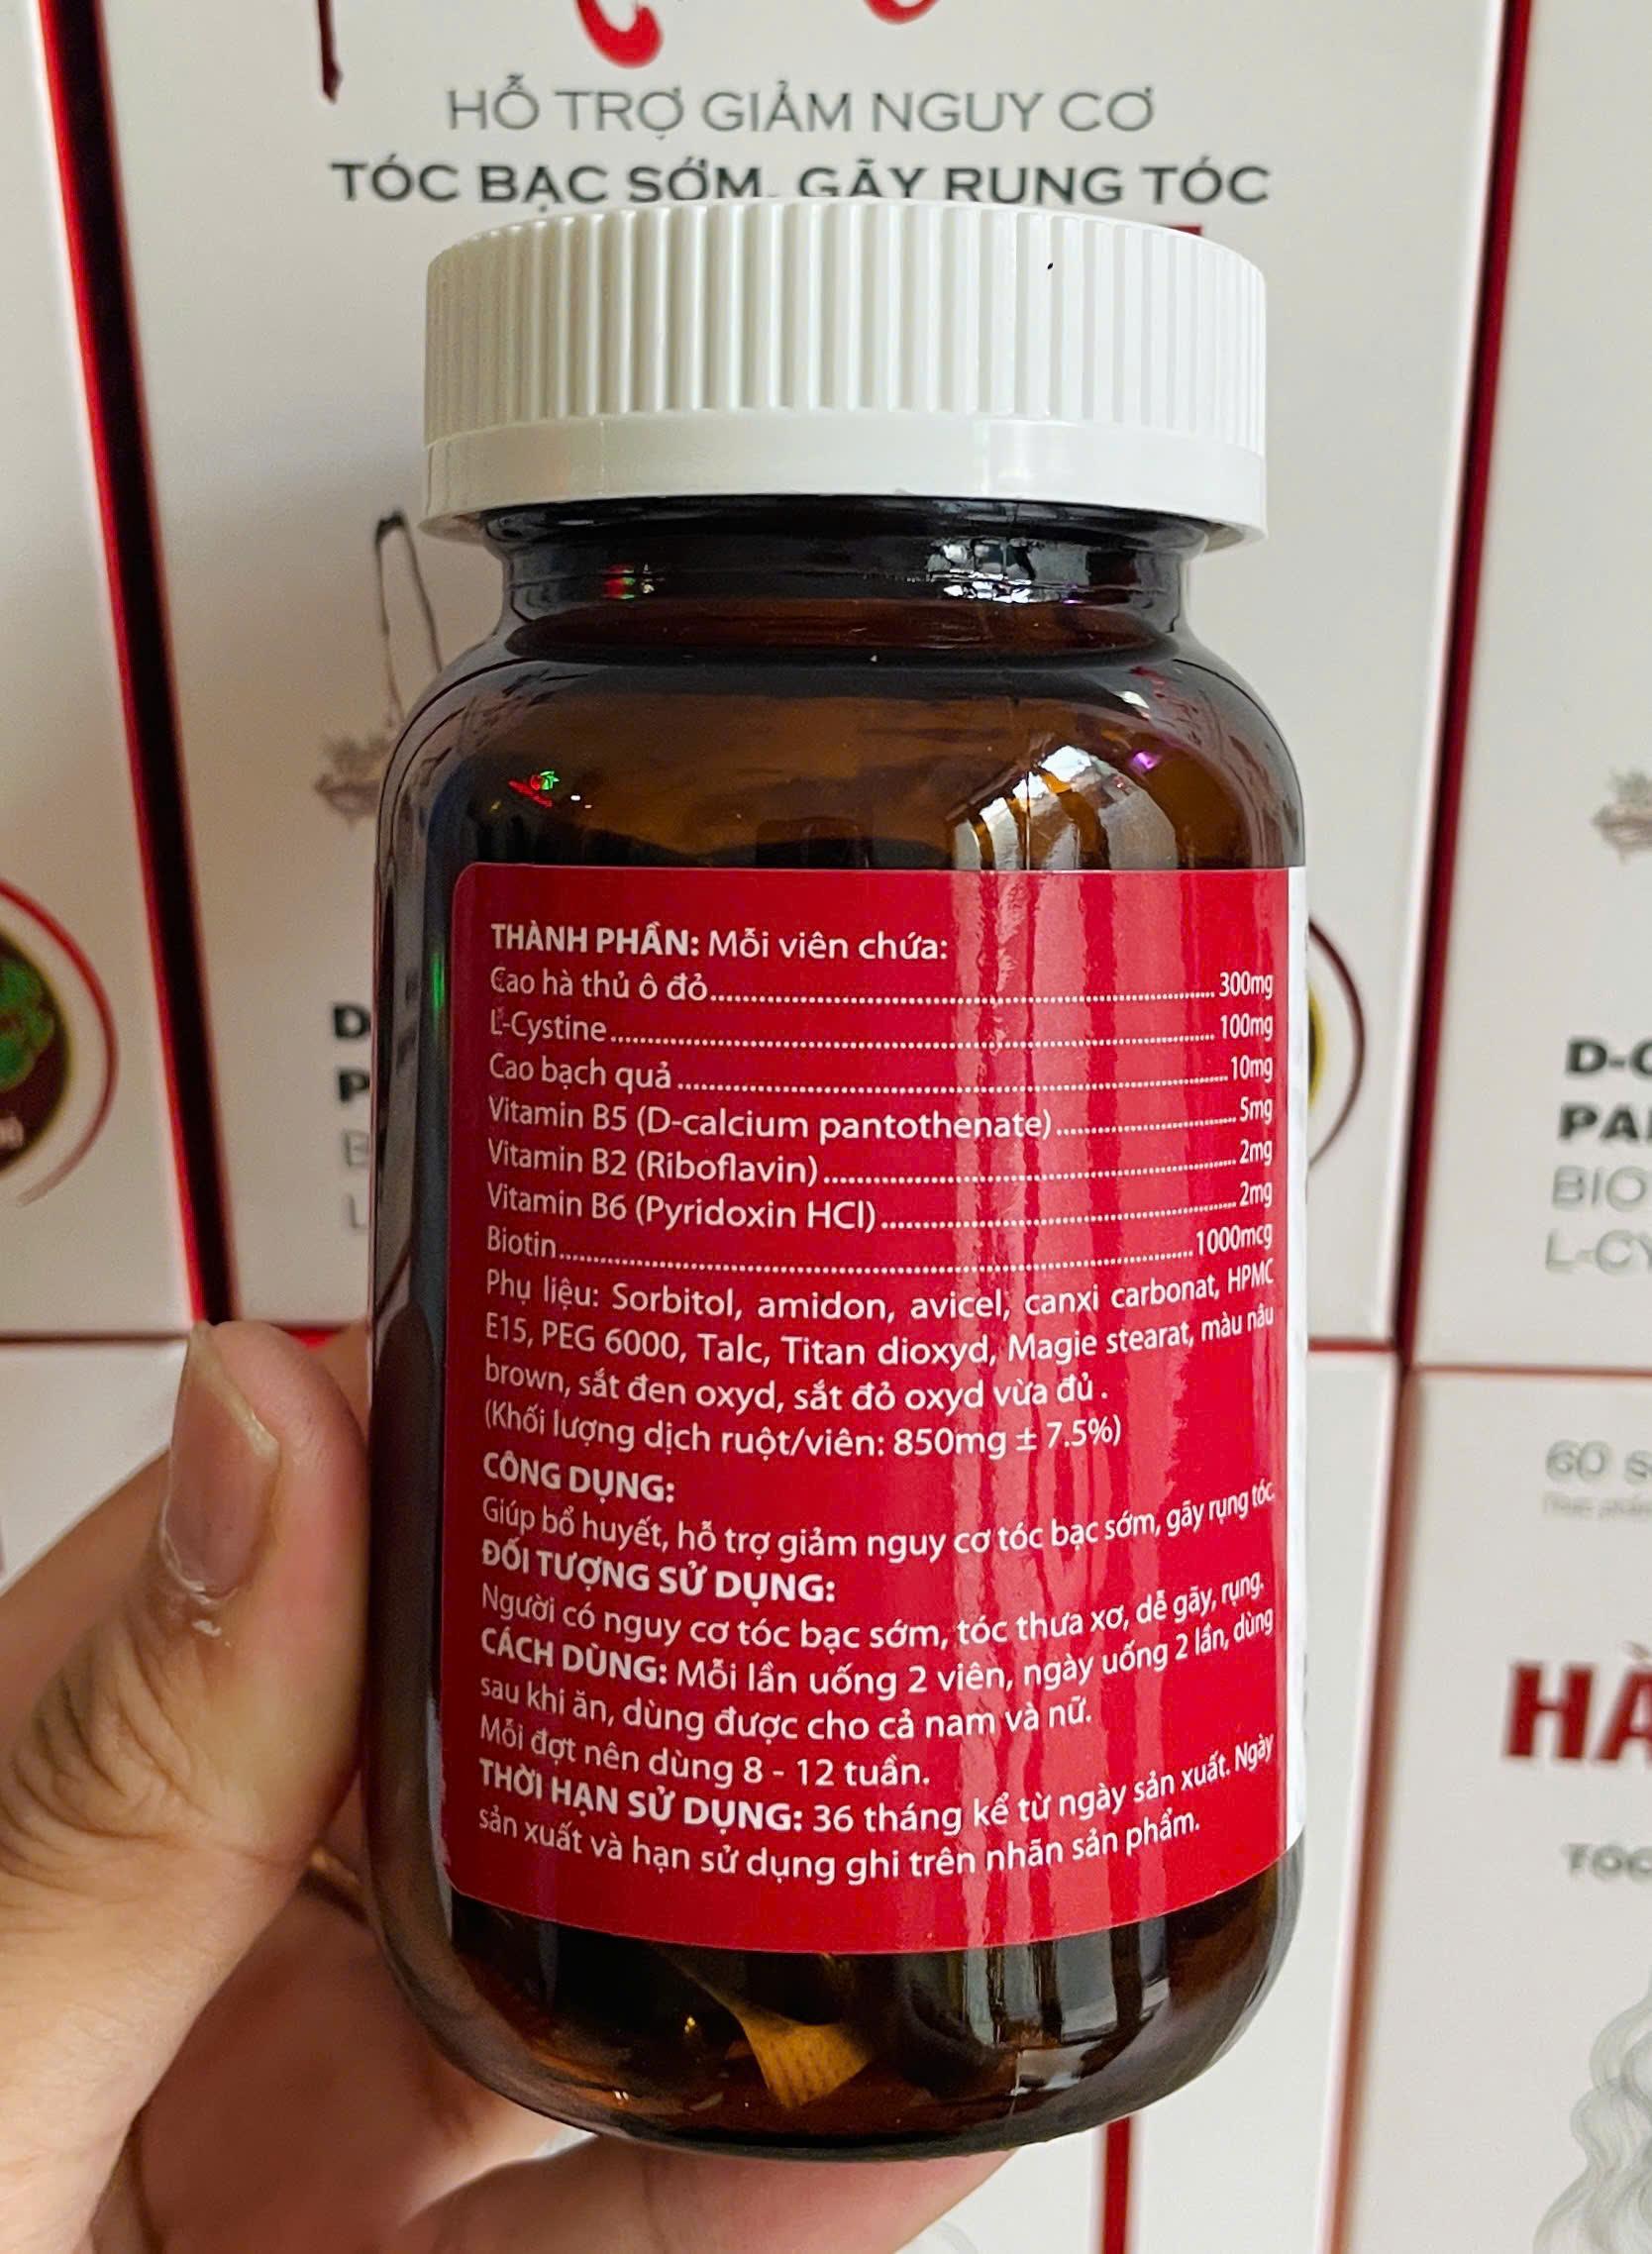 HỖ TRỢ GIẢM NGUY CƠ
TÓC BẠC SỚM, GÃY RỤNG TÓC
THÀNH PHẦN: Mỗi viên chứa:
Cao hà thủ ô đỏ.......... 300mg
L-Cystine.......... 100mg
Cao bạch quả.......... 10mg
Vitamin B5 (D-calcium pantothenate).......... 5mg
Vitamin B2 (Riboflavin).......... 2mg
Vitamin B6 (Pyridoxin HCl).......... 2mg
Biotin.......... 1000mcg
Phụ liệu: Sorbitol, amidon, avicel, canxi carbonat, HPMC
E15, PEG 6000, Talc, Titan dioxyd, Magie stearat, màu nâu
brown, sắt đen oxyd, sắt đỏ oxyd vừa đủ .
(Khối lượng dịch ruột/viên: 850mg ± 7.5%)
CÔNG DỤNG:
Giúp bổ huyết, hỗ trợ giảm nguy cơ tóc bạc sớm, gãy rụng tóc.
ĐỐI TƯỢNG SỬ DỤNG:
Người có nguy cơ tóc bạc sớm, tóc thưa xơ, dễ gãy, rụng.
CÁCH DÙNG: Mỗi lần uống 2 viên, ngày uống 2 lần, dùng
sau khi ăn, dùng được cho cả nam và nữ.
Mỗi đợt nên dùng 8 - 12 tuần.
THỜI HẠN SỬ DỤNG: 36 tháng kể từ ngày sản xuất. Ngày
sản xuất và hạn sử dụng ghi trên nhãn sản phẩm.
D-C
PA
BIO
L-CY
60
HÀ
TÓC